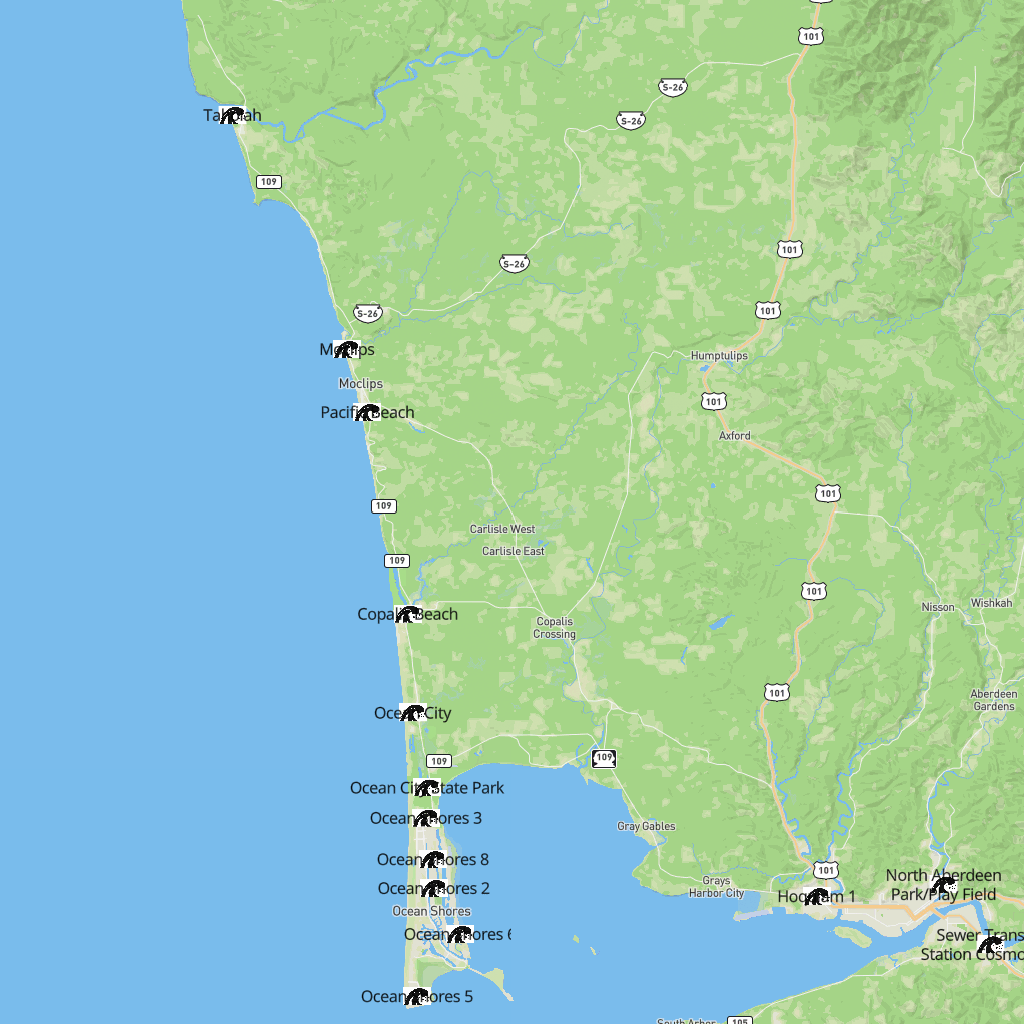 101
S-26
S-26
Taholah
109
101
S-26
101
S-26
Moclips
Humptulips
Moclips
101
Pacific Beach
Axford
101
109
Carlisle West
Carlisle East
109
101
Nisson
Wishkah
Copalis Beach
Copalis
Crossing
101
Aberdeen
Gardens
Ocean City
109
109
Ocean City State Park
Ocean Shores 3
Gray Gables
Ocean Shores 8
101
North Aberdeen
Park/Play Field
Grays
Harbor City
Ocean Shores 2
Hoquiam 1
Ocean Shores
Ocean Shores 6
Sewer Trans
Station Cosmo
Ocean Shores 5
105